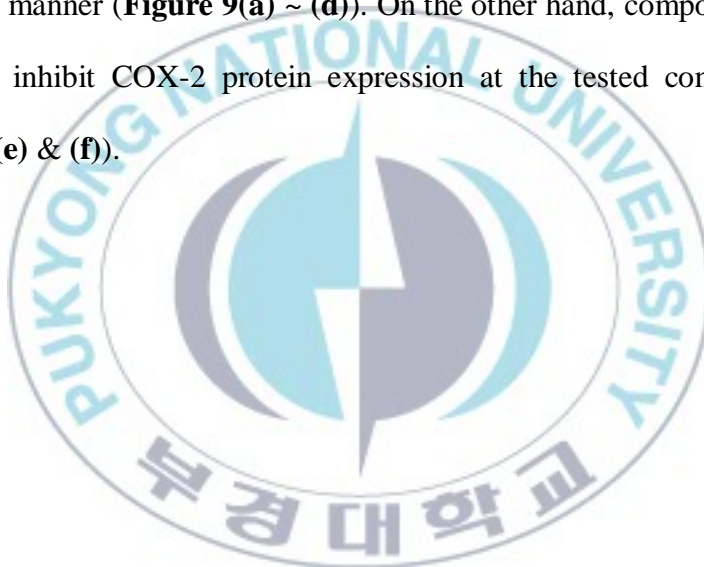 manner (Figure 9(a) ~ (d)). On the other hand, compo
inhibit COX-2 protein expression at the tested con
(e) & (f)).
PUKYONG NATIONAL UNIVERSITY
부경대학교